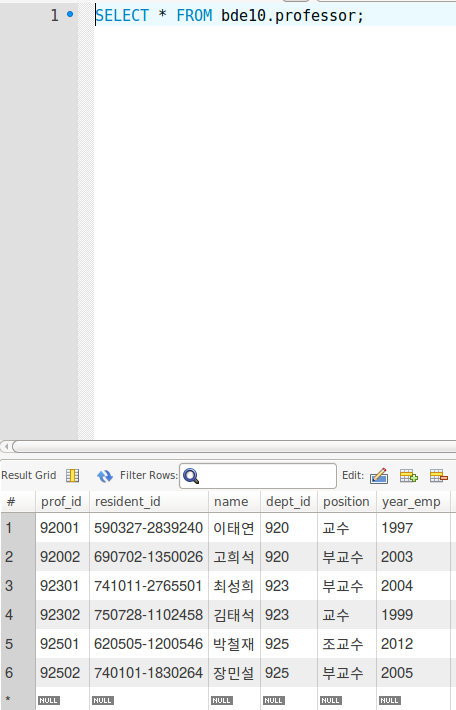 1 SELECT * FROM bde10.professor;
Result Grid Filter Rows: Edit:
# prof_id resident_id name dept_id position year_emp
1 92001 590327-2839240 이태연 920 교수 1997
2 92002 690702-1350026 고희석 920 부교수 2003
3 92301 741011-2765501 최성희 923 부교수 2004
4 92302 750728-1102458 김태석 923 교수 1999
5 92501 620505-1200546 박철재 925 조교수 2012
6 92502 740101-1830264 장민설 925 부교수 2005
* NULL NULL NULL NULL NULL NULL